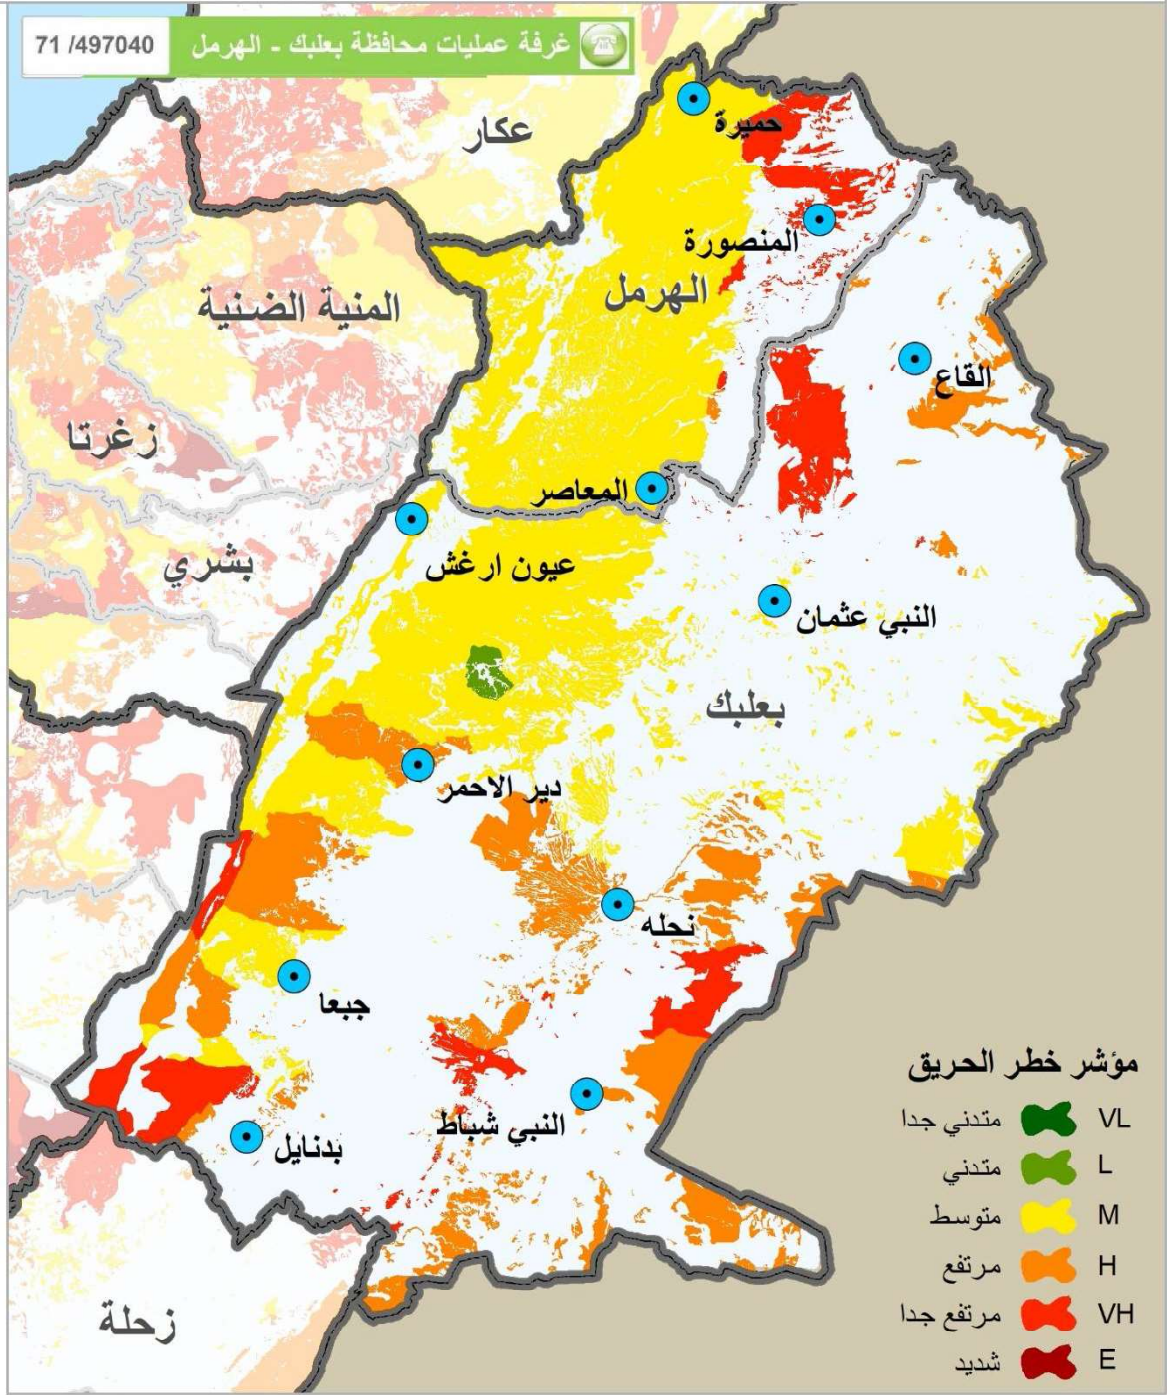 غرفة عمليات محافظة بعلبك - الهرمل 71 /497040
عكار
حميرة
المنصورة
الهرمل
المنية الضنية
القاع
زغرتا
المعاصر
عيون ارغش
بشري
النبي عثمان
بعلبك
دير الاحمر
نحله
جبعا
النبي شباط
بدنايل
زحلة
مؤشر خطر الحريق
متدني جدا VL
متدني L
متوسط M
مرتفع H
مرتفع جدا VH
شديد E